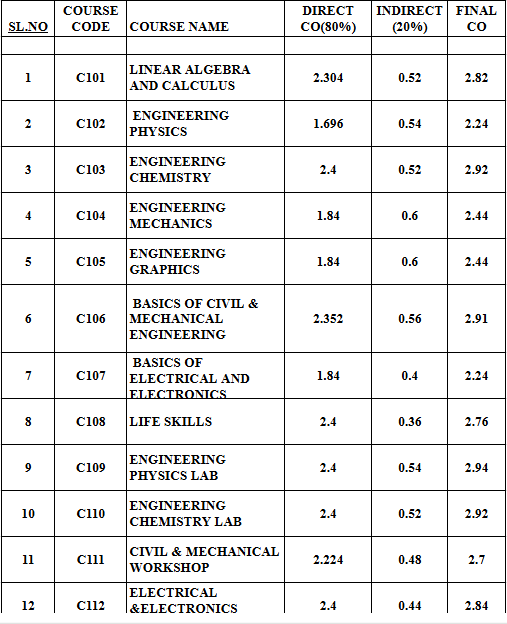 SL.NO COURSE CODE COURSE NAME DIRECT CO(80%) INDIRECT (20%) FINAL CO
1 C101 LINEAR ALGEBRA AND CALCULUS 2.304 0.52 2.82
2 C102 ENGINEERING PHYSICS 1.696 0.54 2.24
3 C103 ENGINEERING CHEMISTRY 2.4 0.52 2.92
4 C104 ENGINEERING MECHANICS 1.84 0.6 2.44
5 C105 ENGINEERING GRAPHICS 1.84 0.6 2.44
6 C106 BASICS OF CIVIL & MECHANICAL ENGINEERING 2.352 0.56 2.91
7 C107 BASICS OF ELECTRICAL AND ELECTRONICS 1.84 0.4 2.24
8 C108 LIFE SKILLS 2.4 0.36 2.76
9 C109 ENGINEERING PHYSICS LAB 2.4 0.54 2.94
10 C110 ENGINEERING CHEMISTRY LAB 2.4 0.52 2.92
11 C111 CIVIL & MECHANICAL WORKSHOP 2.224 0.48 2.7
12 C112 ELECTRICAL &ELECTRONICS 2.4 0.44 2.84